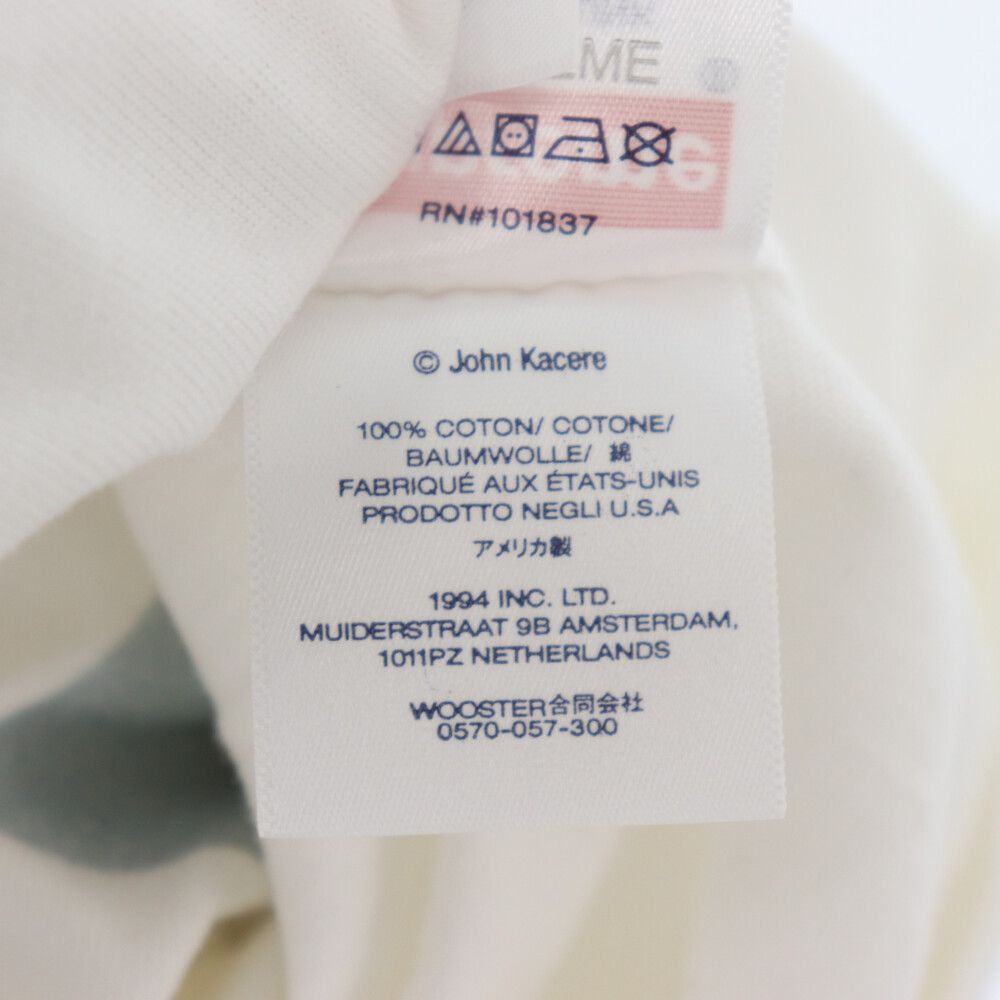 RN#101837
© John Kacere
100% COTON/ COTONE/
BAUMWOLLE/ 綿
FABRIQUÉ AUX ÉTATS-UNIS
PRODOTTO NEGLI U.S.A
アメリカ製
1994 INC. LTD.
MUIDERSTRAAT 9B AMSTERDAM,
1011PZ NETHERLANDS
WOOSTER合同会社
0570-057-300